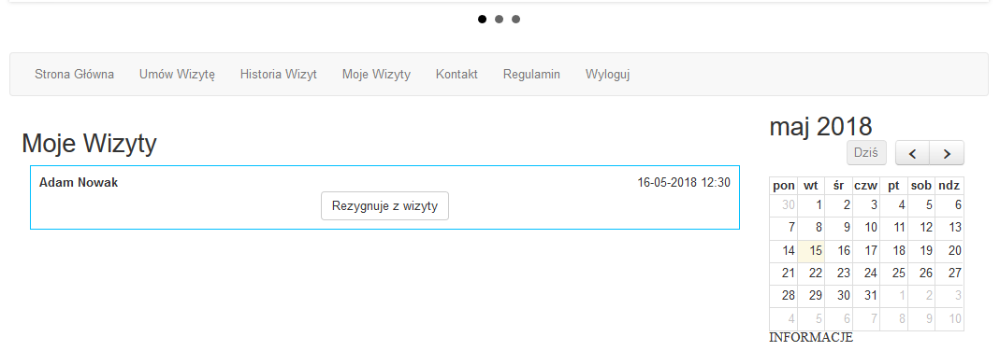 Strona Główna Umów Wizytę Historia Wizyt Moje Wizyty Kontakt Regulamin Wyloguj
Moje Wizyty
Adam Nowak 16-05-2018 12:30
Rezygnuje z wizyty
maj 2018
Dziś
pon wt śr czw pt sob ndz
30 1 2 3 4 5 6
7 8 9 10 11 12 13
14 15 16 17 18 19 20
21 22 23 24 25 26 27
28 29 30 31 1 2 3
4 5 6 7 8 9 10
INFORMACJE